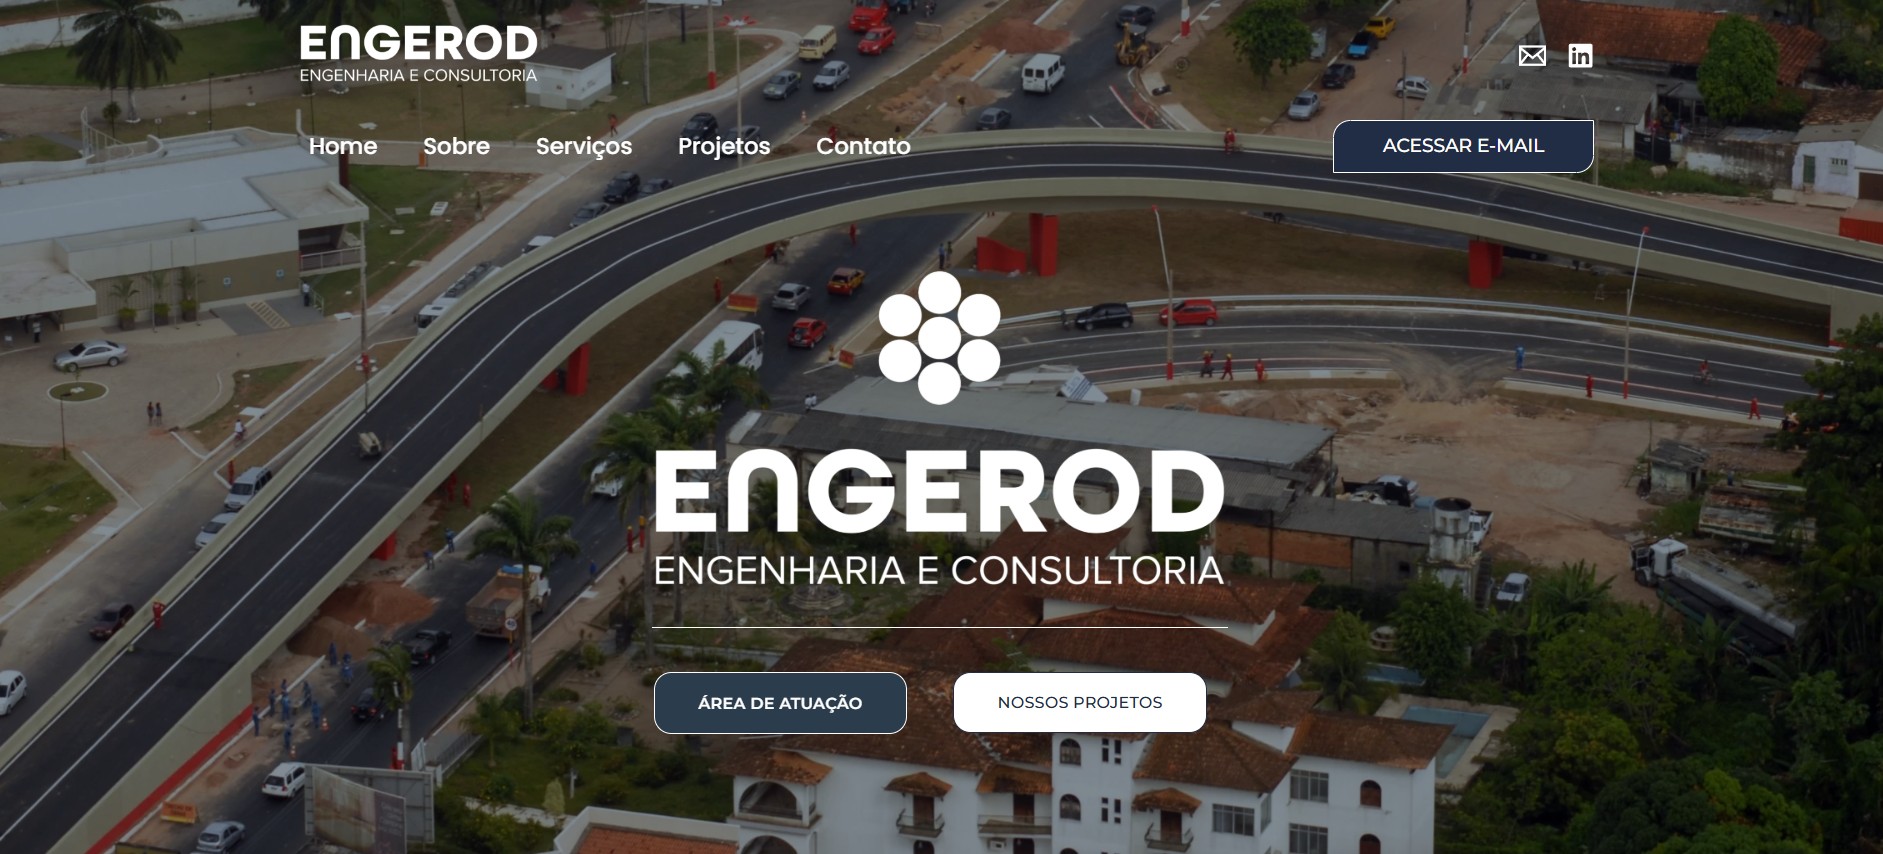 ENGEROD
ENGENHARIA E CONSULTORIA
Home Sobre Serviços Projetos Contato
ACESSAR E-MAIL
ENGEROD
ENGENHARIA E CONSULTORIA
ÁREA DE ATUAÇÃO
NOSSOS PROJETOS